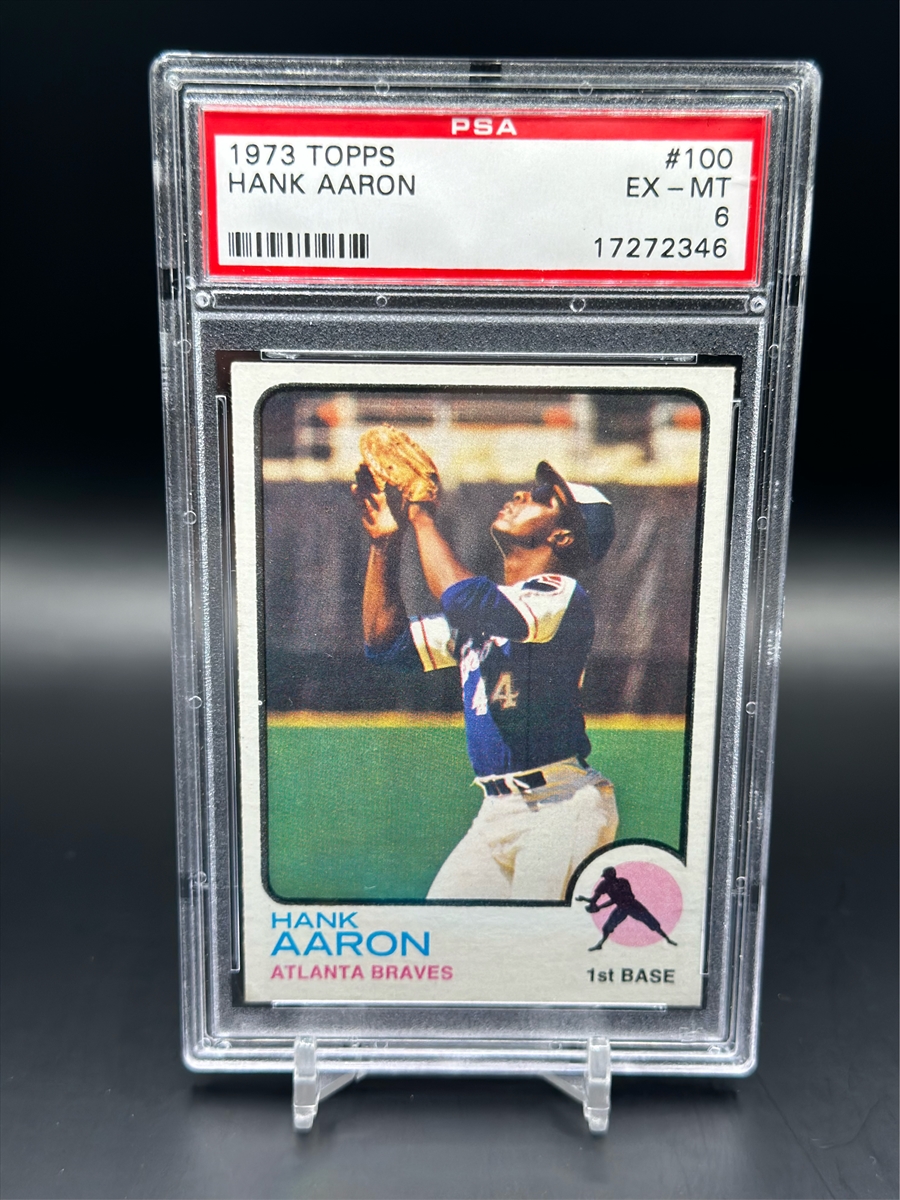 PSA
1973 TOPPS #100
HANK AARON EX - MT
6
17272346
44
HANK
AARON
ATLANTA BRAVES
1st BASE